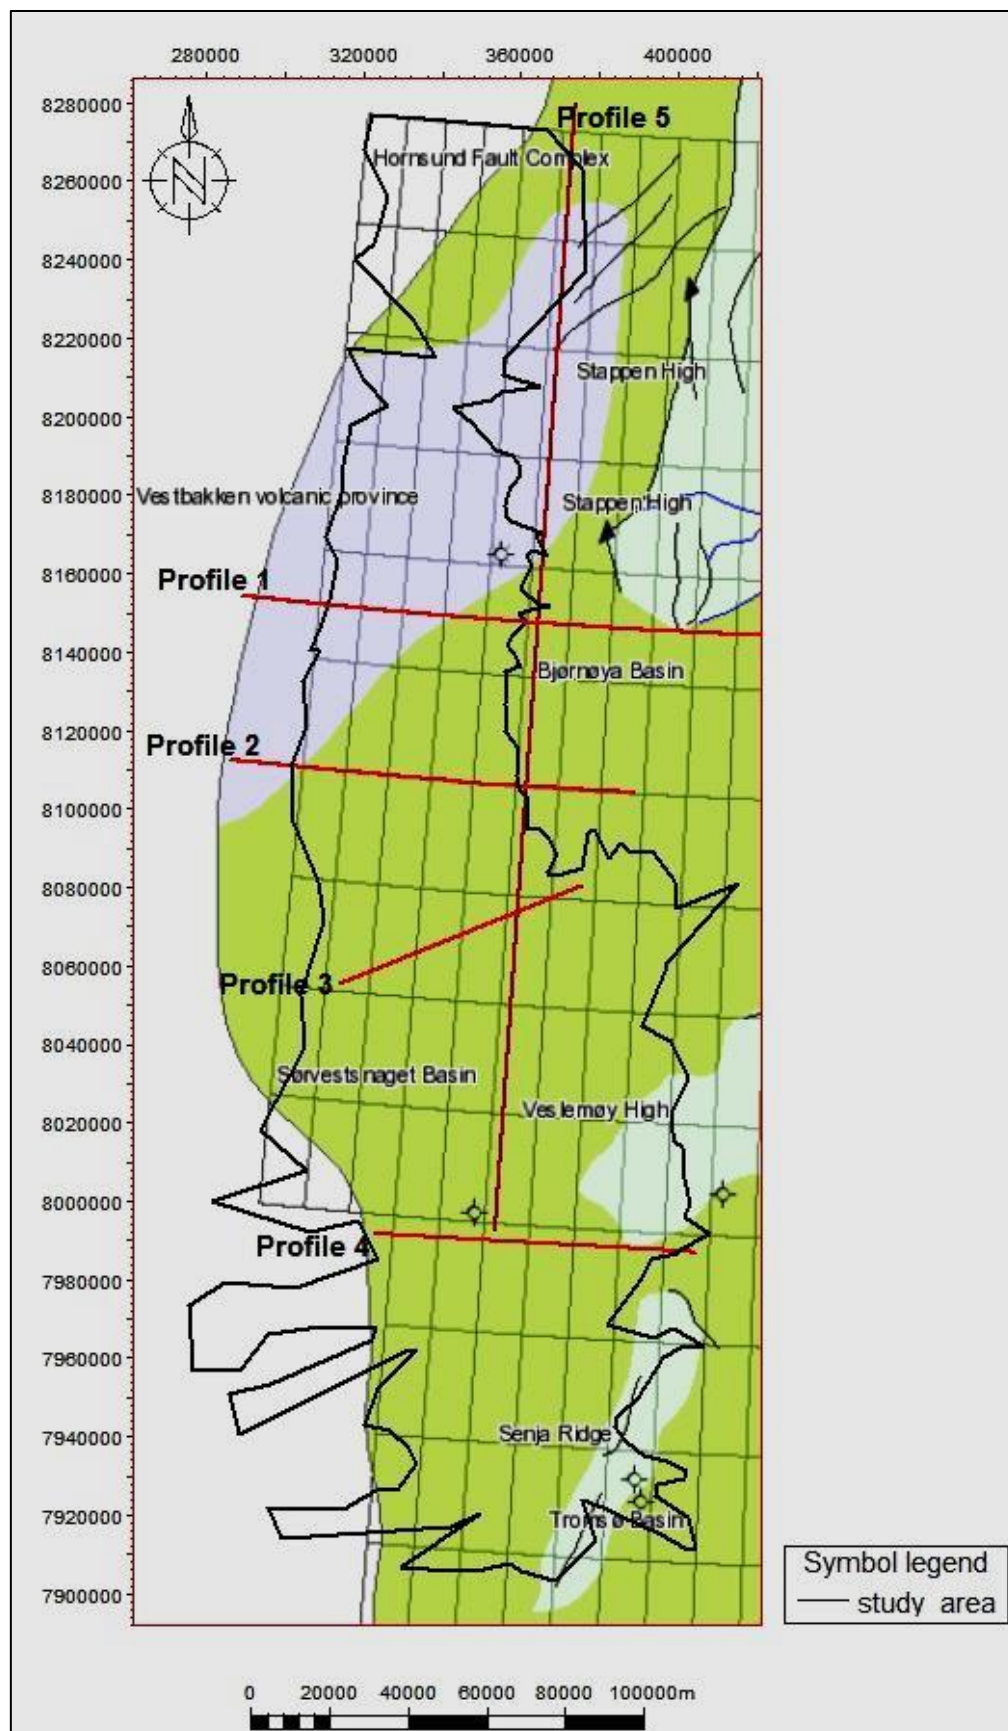 280000 320000 360000 400000
8280000
Profile 5
N
Hornsund Fault Complex
8260000
8240000
8220000
Stappen High
8200000
8180000
Vestbakken volcanic province
Stappen High
8160000
Profile 1
8140000
Bjørnøya Basin
8120000
Profile 2
8100000
8080000
8060000
Profile 3
8040000
Sørvestsnaget Basin
8020000
Veslemøy High
8000000
Profile 4
7980000
7960000
7940000
Senja Ridge
7920000
Tromsø Basin
7900000
Symbol legend
study area
0 20000 40000 60000 80000 100000m